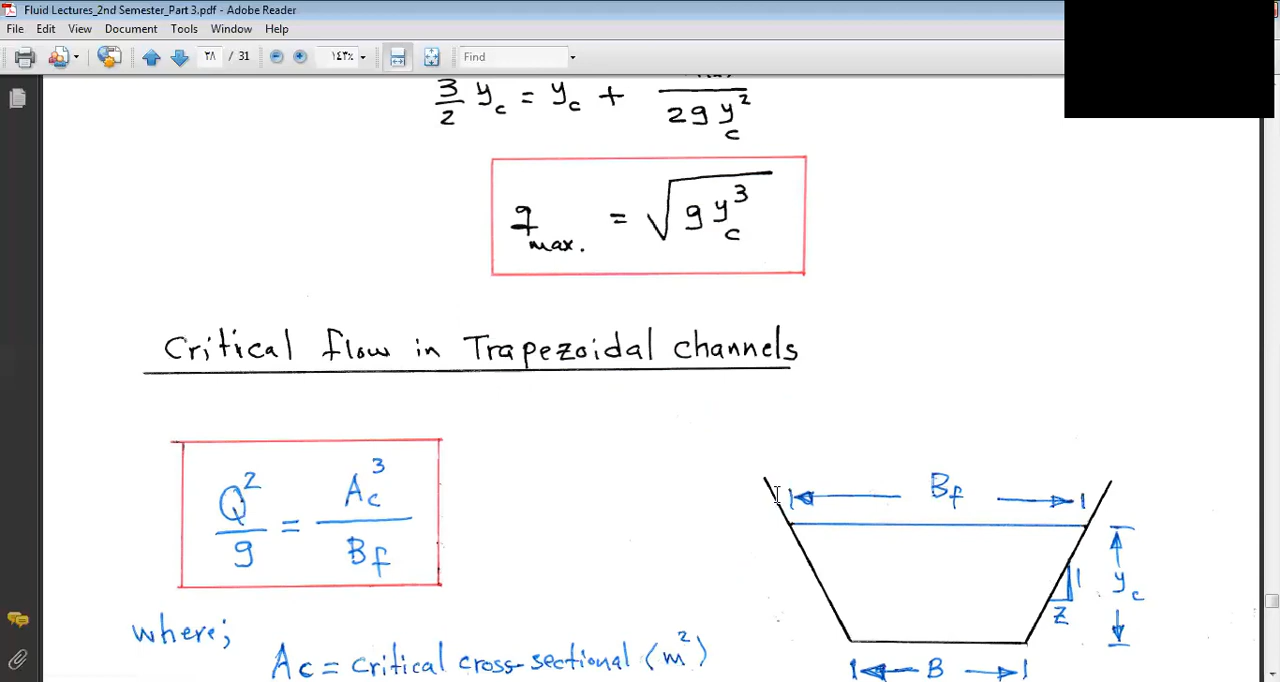 Fluid Lectures_2nd Semester_Part 3.pdf - Adobe Reader
File Edit View Document Tools Window Help
٢٨ / 31 ١٤٣% Find
3/2 y_c = y_c + / 2g y_c^2
q_max. = √(g y_c^3)
Critical flow in Trapezoidal channels
Q^2/g = A_c^3/B_f
B_f
1
y_c
Z
where;
Ac = critical cross-sectional (m^2)
B